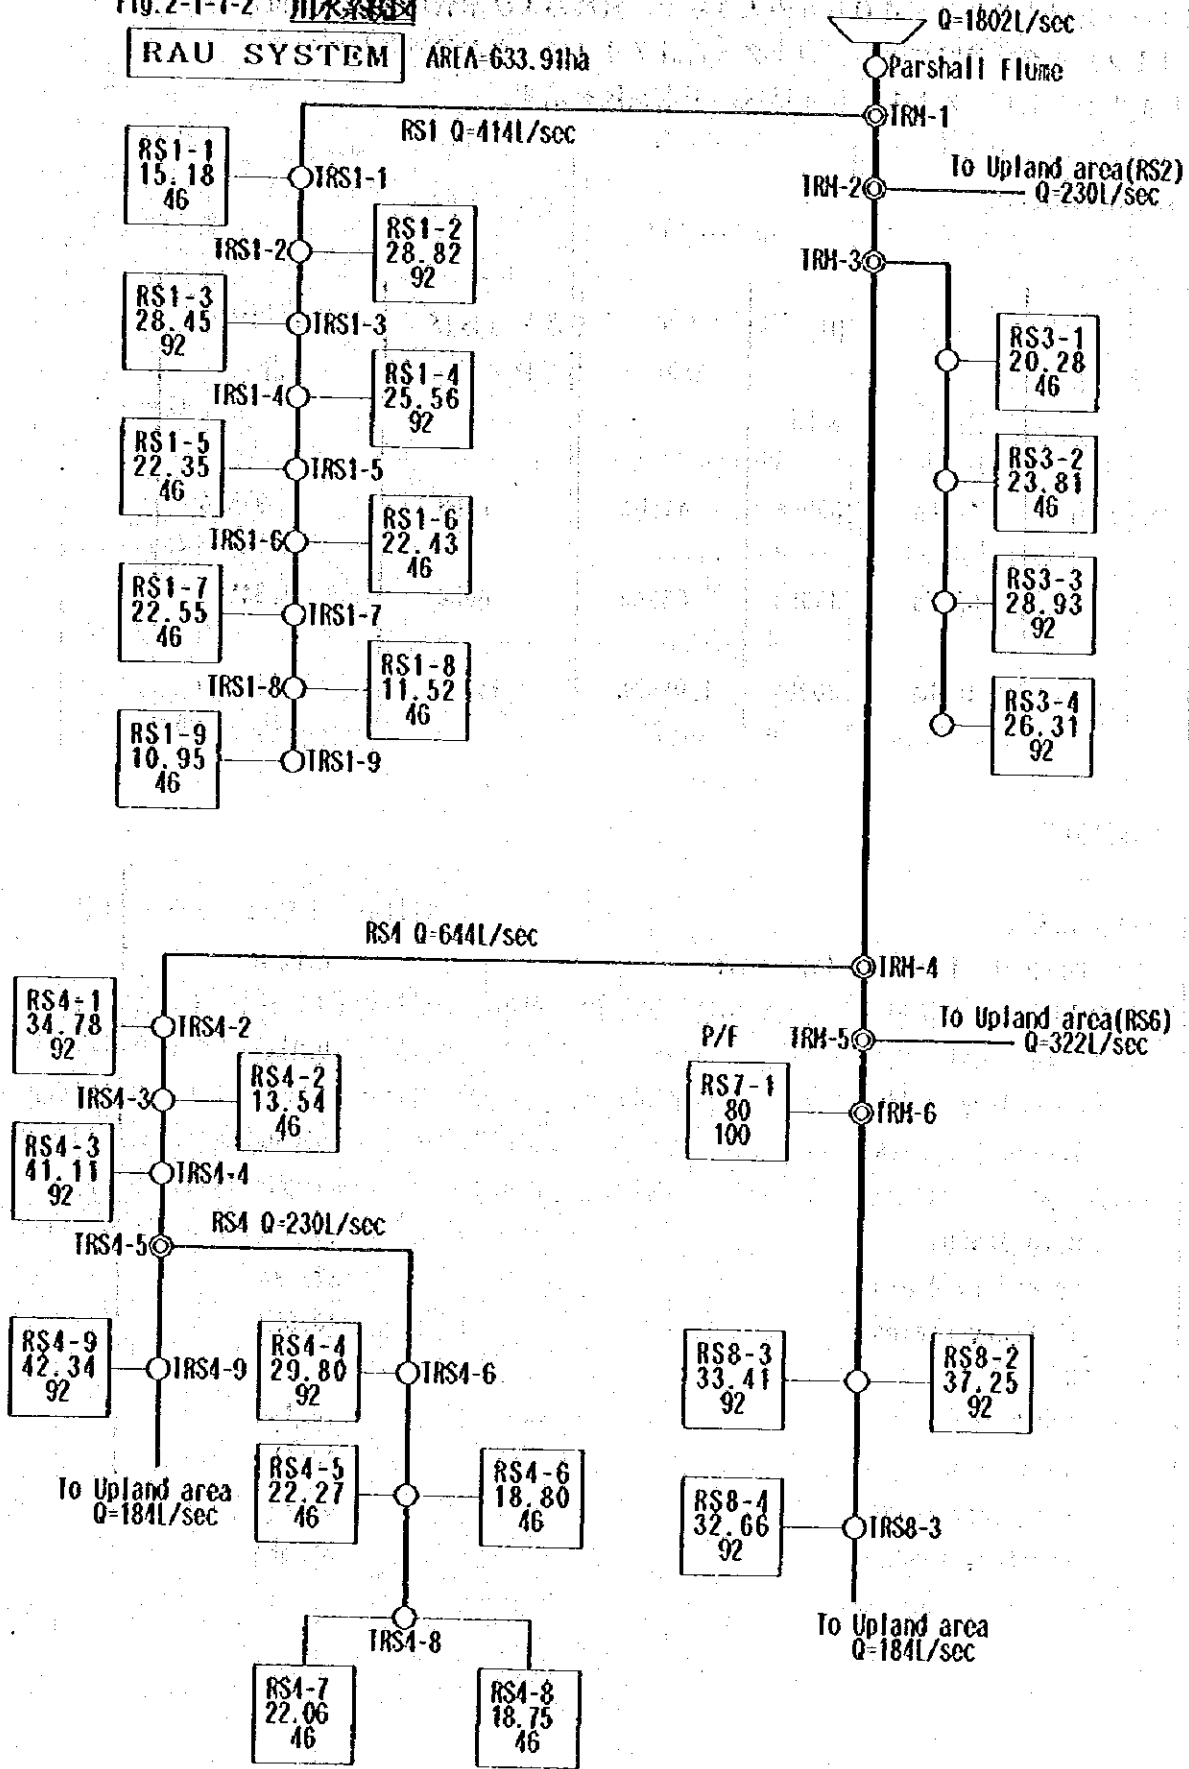 Fig. 2-1-7-2
RAU SYSTEM
AREA=633.91ha
Q=1802L/sec
Parshall Flume
TRM-1
RS1 Q=414L/sec
To Upland area(RS2)
Q=230L/sec
TRM-2
TRM-3
RS1-1
15.18
46
TRS1-1
TRS1-2
RS1-2
28.82
92
RS1-3
28.45
92
TRS1-3
TRS1-4
RS1-4
25.56
92
RS1-5
22.35
46
TRS1-5
TRS1-6
RS1-6
22.43
46
RS1-7
22.55
46
TRS1-7
TRS1-8
RS1-8
11.52
46
RS1-9
10.95
46
TRS1-9
RS3-1
20.28
46
RS3-2
23.81
46
RS3-3
28.93
92
RS3-4
26.31
92
RS4 Q=644L/sec
TRM-4
RS4-1
34.78
92
TRS4-2
TRS4-3
RS4-2
13.54
46
RS4-3
41.11
92
TRS4-4
TRS4-5
RS4 Q=230L/sec
P/F
TRM-5
To Upland area(RS6)
Q=322L/sec
RS7-1
80
100
TRM-6
RS4-9
42.34
92
TRS4-9
RS4-4
29.80
92
TRS4-6
To Upland area
Q=184L/sec
RS4-5
22.27
46
RS4-6
18.80
46
TRS4-8
RS4-7
22.06
46
RS4-8
18.75
46
RS8-3
33.41
92
RS8-2
37.25
92
RS8-4
32.66
92
TRS8-3
To Upland area
Q=184L/sec